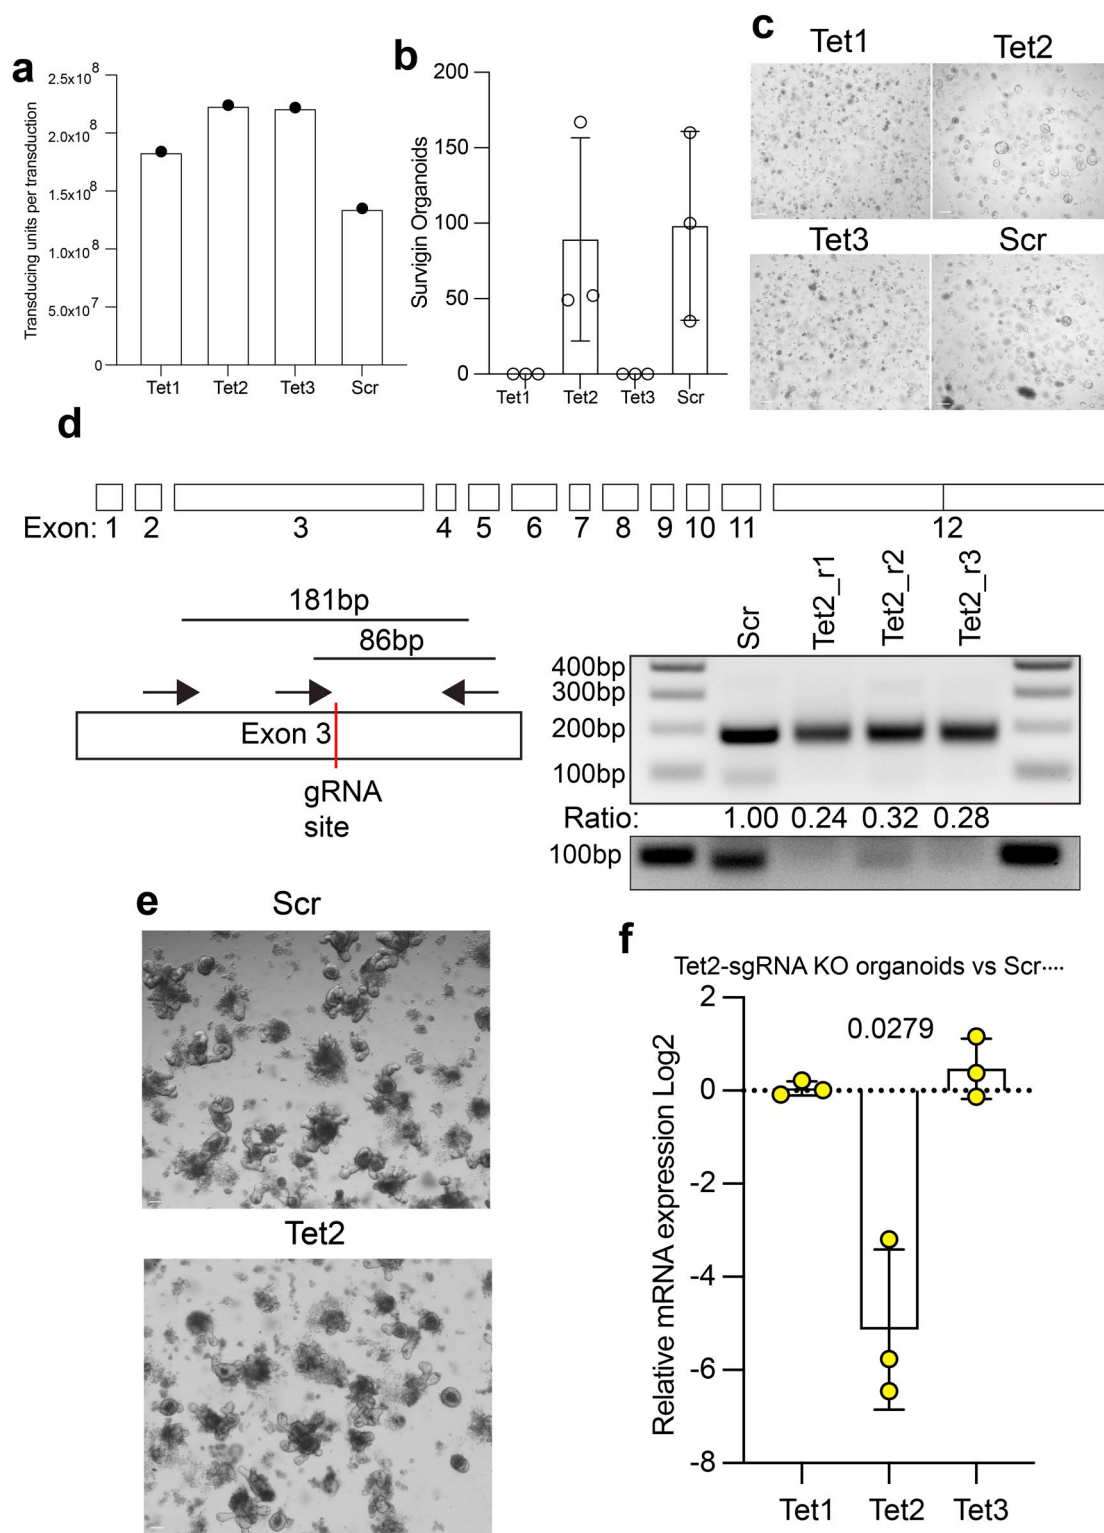 a
2.5x10^8
2.0x10^8
1.5x10^8
1.0x10^8
5.0x10^7
0
Transducing units per transduction
Tet1 Tet2 Tet3 Scr
b
200
150
100
50
0
Survigin Organoids
Tet1 Tet2 Tet3 Scr
c
Tet1 Tet2
Tet3 Scr
d
Exon: 1 2 3 4 5 6 7 8 9 10 11 12
181bp
86bp
Exon 3
gRNA
site
Scr Tet2_r1 Tet2_r2 Tet2_r3
400bp
300bp
200bp
100bp
Ratio: 1.00 0.24 0.32 0.28
100bp
e
Scr
Tet2
f
Tet2-sgRNA KO organoids vs Scr....
2
0
-2
-4
-6
-8
0.0279
Relative mRNA expression Log2
Tet1 Tet2 Tet3